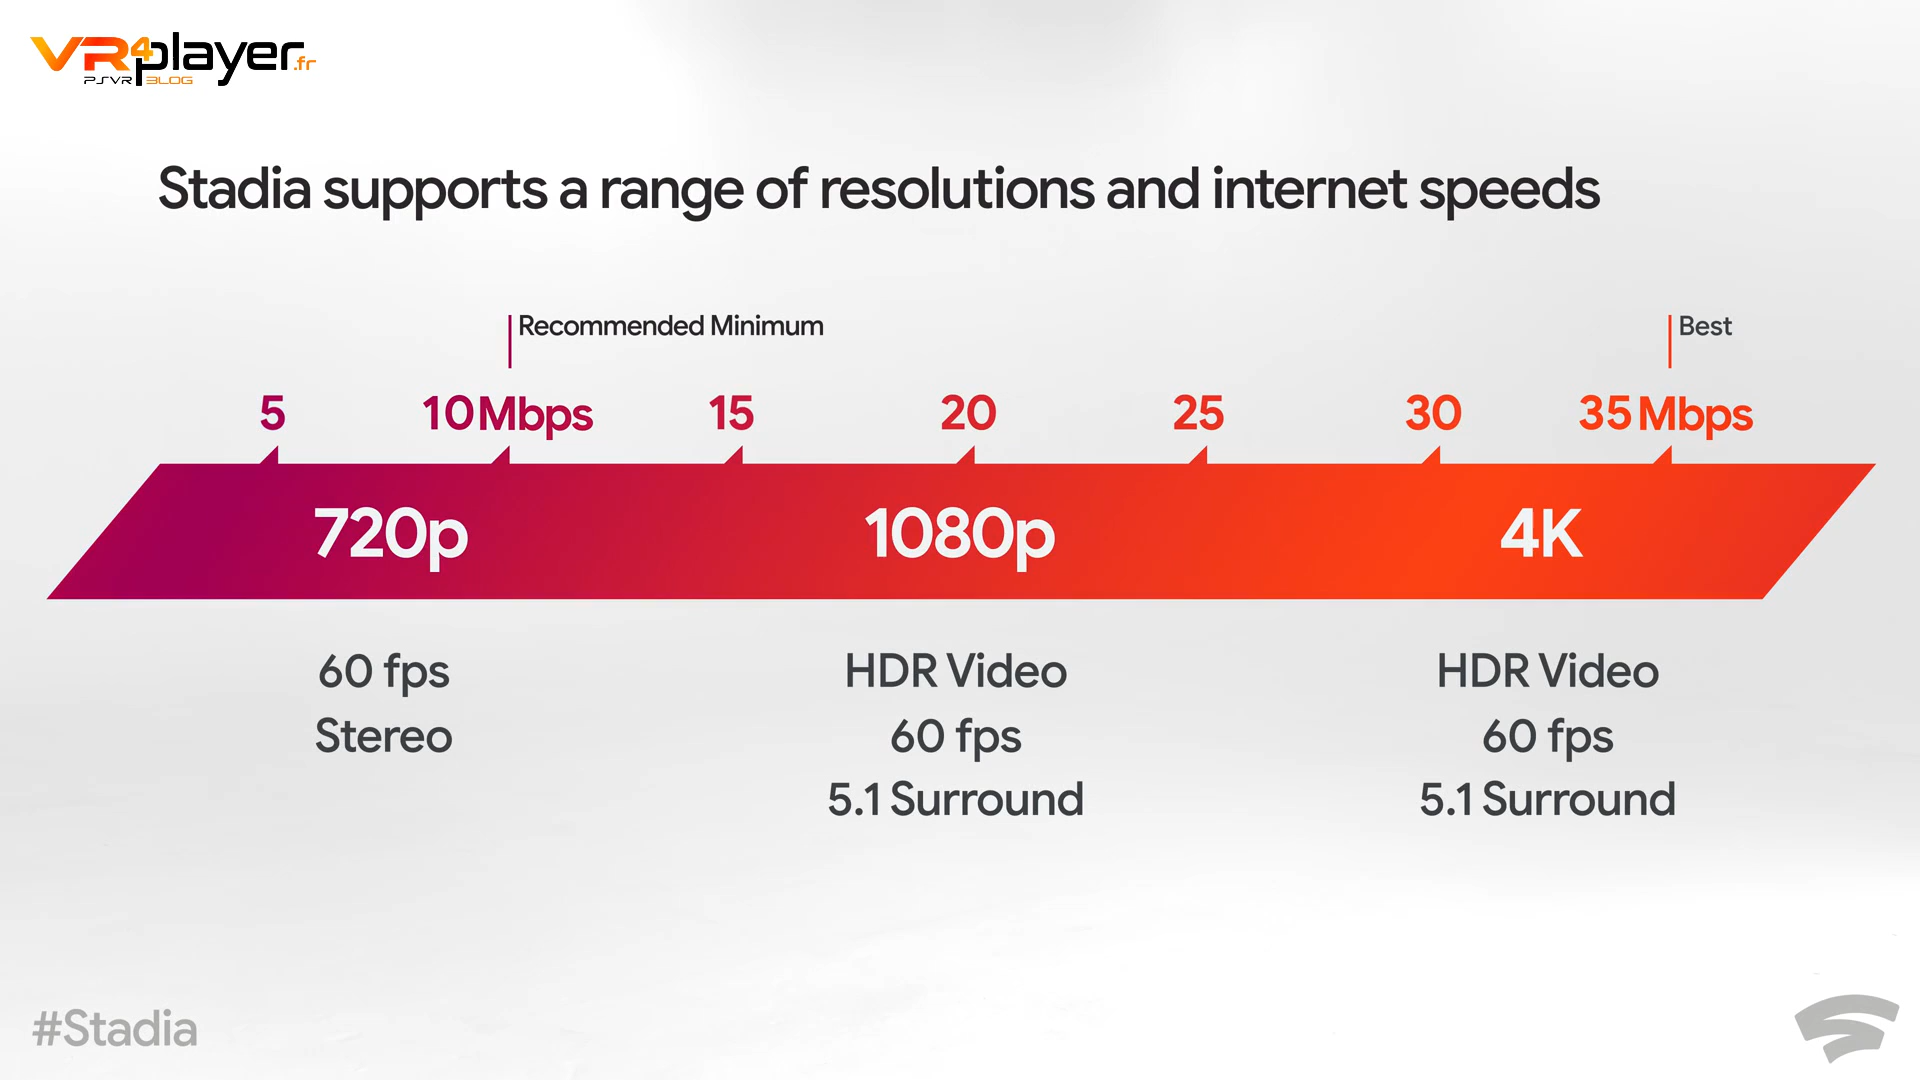 VR4player.fr
PSVR BLOG
Stadia supports a range of resolutions and internet speeds
Recommended Minimum
Best
5 10 Mbps 15 20 25 30 35 Mbps
720p 1080p 4K
60 fps HDR Video HDR Video
Stereo 60 fps 60 fps
5.1 Surround 5.1 Surround
#Stadia